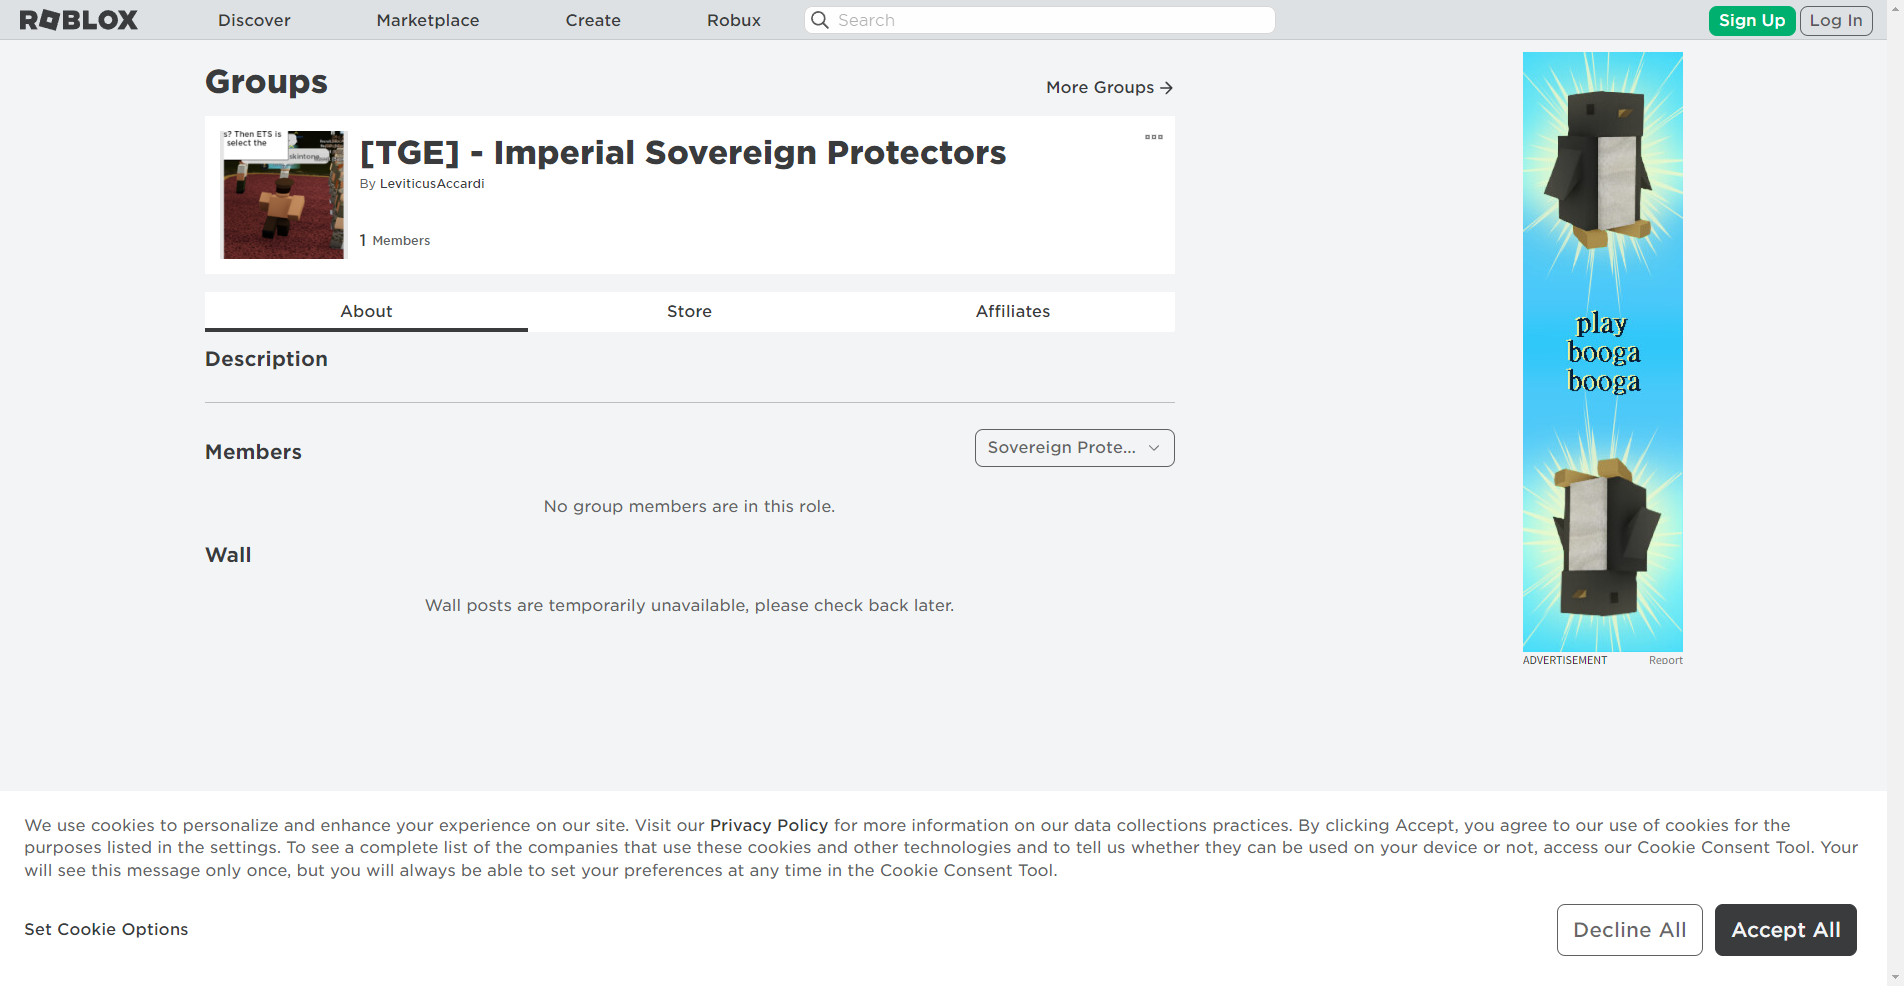 ROBLOX
Discover
Marketplace
Create
Robux
Search
Sign Up
Log In
Groups
More Groups
s? Then ETS is
select the
skintone
[TGE] - Imperial Sovereign Protectors
By LeviticusAccardi
1 Members
About
Store
Affiliates
Description
Members
Sovereign Prote...
No group members are in this role.
Wall
Wall posts are temporarily unavailable, please check back later.
play
booga
booga
ADVERTISEMENT
Report
We use cookies to personalize and enhance your experience on our site. Visit our Privacy Policy for more information on our data collections practices. By clicking Accept, you agree to our use of cookies for the
purposes listed in the settings. To see a complete list of the companies that use these cookies and other technologies and to tell us whether they can be used on your device or not, access our Cookie Consent Tool. Your
will see this message only once, but you will always be able to set your preferences at any time in the Cookie Consent Tool.
Set Cookie Options
Decline All
Accept All